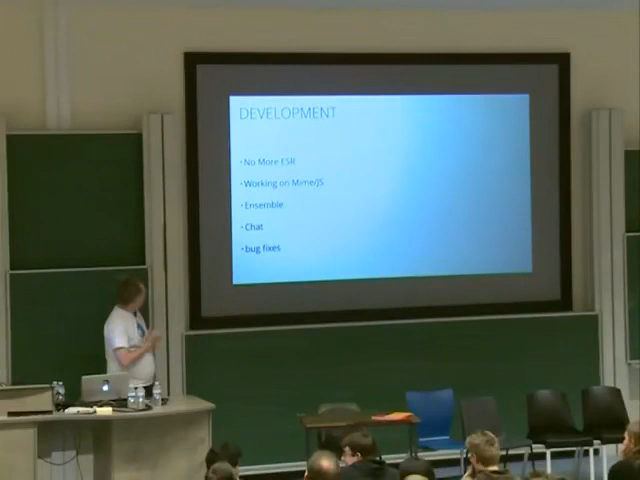 DEVELOPMENT
• No More ESR
• Working on Mime/JS
• Ensemble
• Chat
• bug fixes